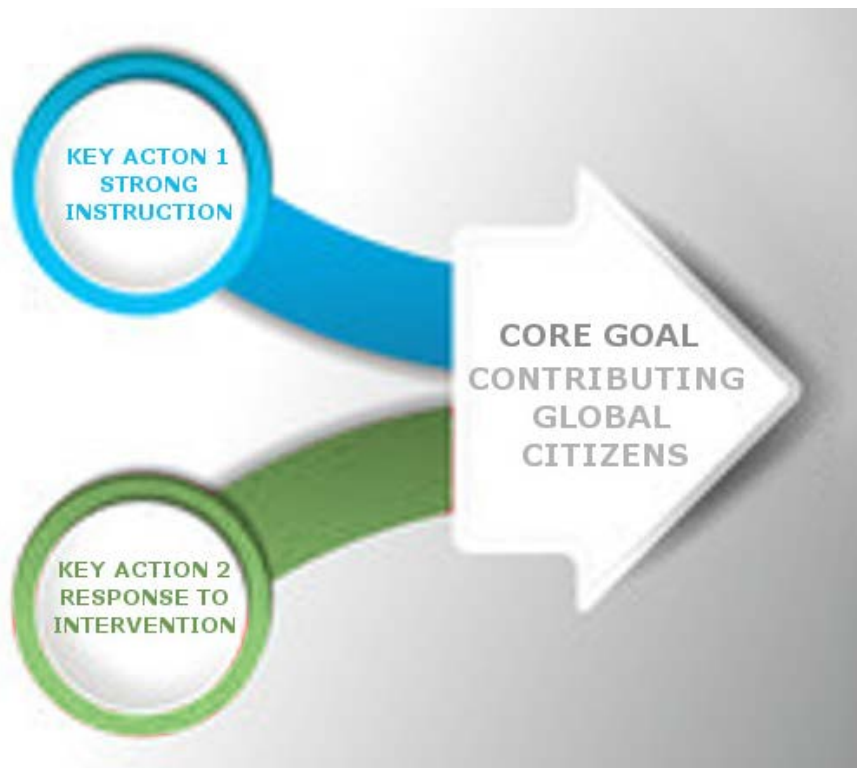 KEY ACTON 1
STRONG
INSTRUCTION
CORE GOAL
CONTRIBUTING
GLOBAL
CITIZENS
KEY ACTION 2
RESPONSE TO
INTERVENTION